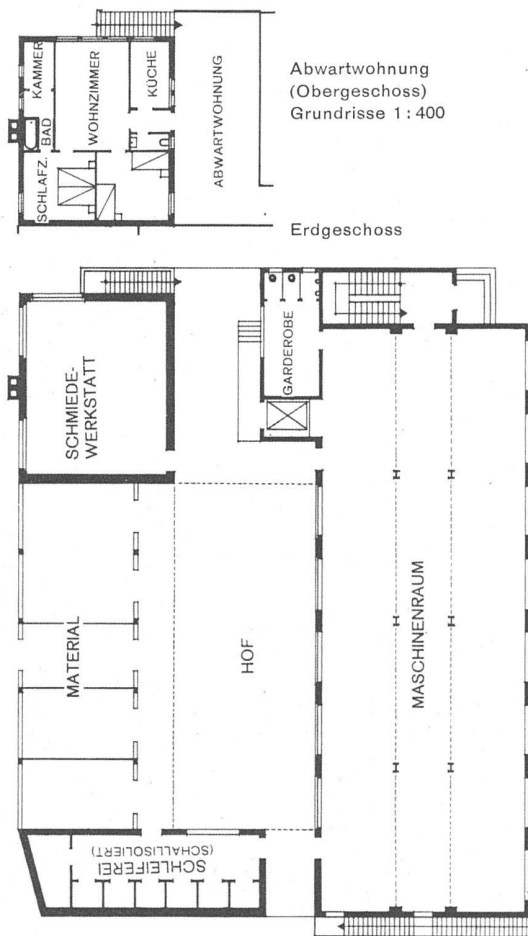 Abwartwohnung
(Obergeschoss)
Grundrisse 1:400
KAMMER
BAD
WOHNZIMMER
KÜCHE
SCHLAFZ.
ABWARTWOHNUNG
Erdgeschoss
SCHMIEDE-
WERKSTATT
GARDEROBE
MATERIAL
HOF
MASCHINENRAUM
SCHLEIFEREI
(SCHALLISOLIERT)